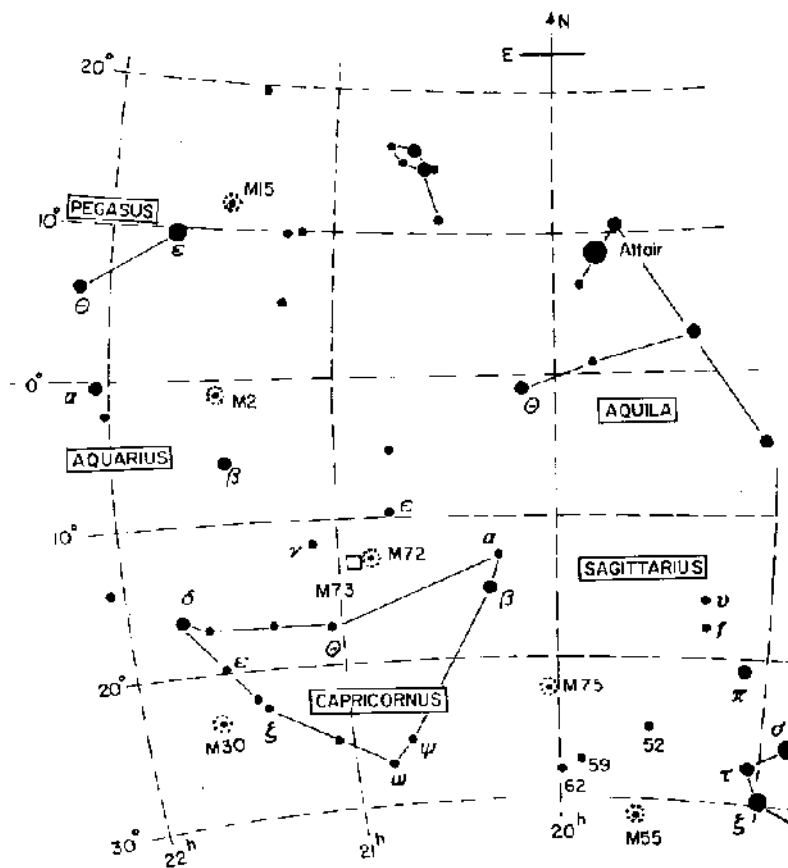 N
E
20°
M15
PEGASUS
10°
ε
Altair
θ
0°
α
M2
θ
AQUILA
AQUARIUS
β
ε
10°
ν
M72
α
SAGITTARIUS
M73
δ
β
υ
f
θ
ε
20°
CAPRICORNUS
M75
π
ξ
M30
ψ
52
σ
ω
59
τ
62
30°
22h
21h
20h
M55
ξ